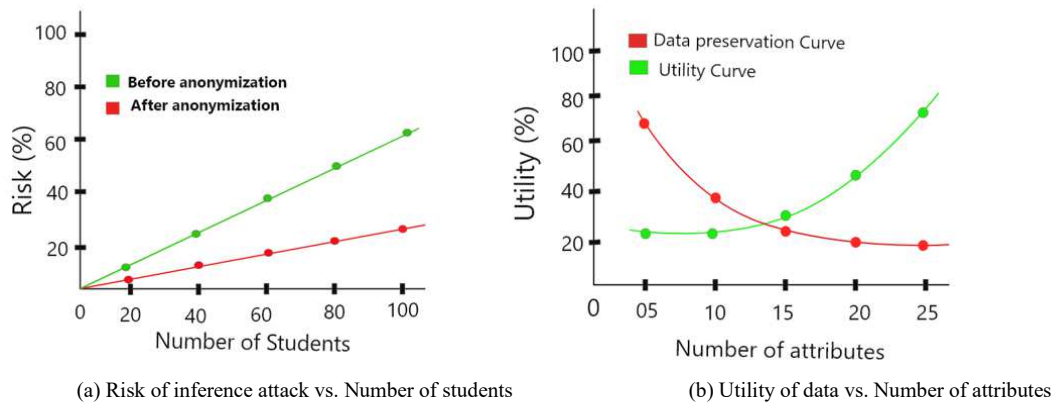 100
80
60
40
20
0
20
40
60
80
100
Risk (%)
Number of Students
Before anonymization
After anonymization
(a) Risk of inference attack vs. Number of students
100
80
60
40
20
0
05
10
15
20
25
Utility (%)
Number of attributes
Data preservation Curve
Utility Curve
(b) Utility of data vs. Number of attributes